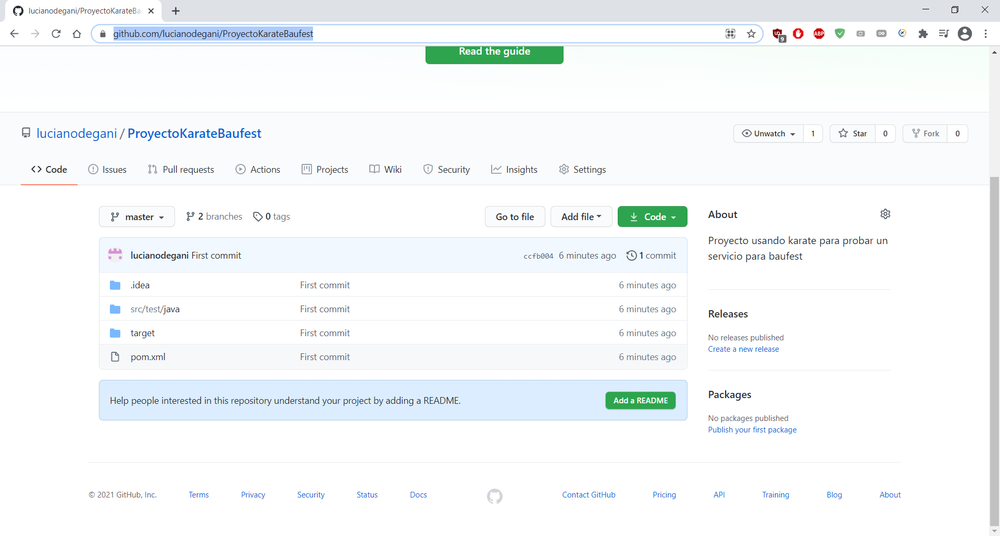 lucianodegani/ProyectoKarateBa
github.com/lucianodegani/ProyectoKarateBaufest
9
ABP
Read the guide
lucianodegani / ProyectoKarateBaufest
Unwatch 1 Star 0 Fork 0
Code Issues Pull requests Actions Projects Wiki Security Insights Settings
master 2 branches 0 tags Go to file Add file Code
lucianodegani First commit ccfb004 6 minutes ago 1 commit
.idea First commit 6 minutes ago
src/test/java First commit 6 minutes ago
target First commit 6 minutes ago
pom.xml First commit 6 minutes ago
Help people interested in this repository understand your project by adding a README. Add a README
About
Proyecto usando karate para probar un
servicio para baufest
Releases
No releases published
Create a new release
Packages
No packages published
Publish your first package
© 2021 GitHub, Inc. Terms Privacy Security Status Docs Contact GitHub Pricing API Training Blog About